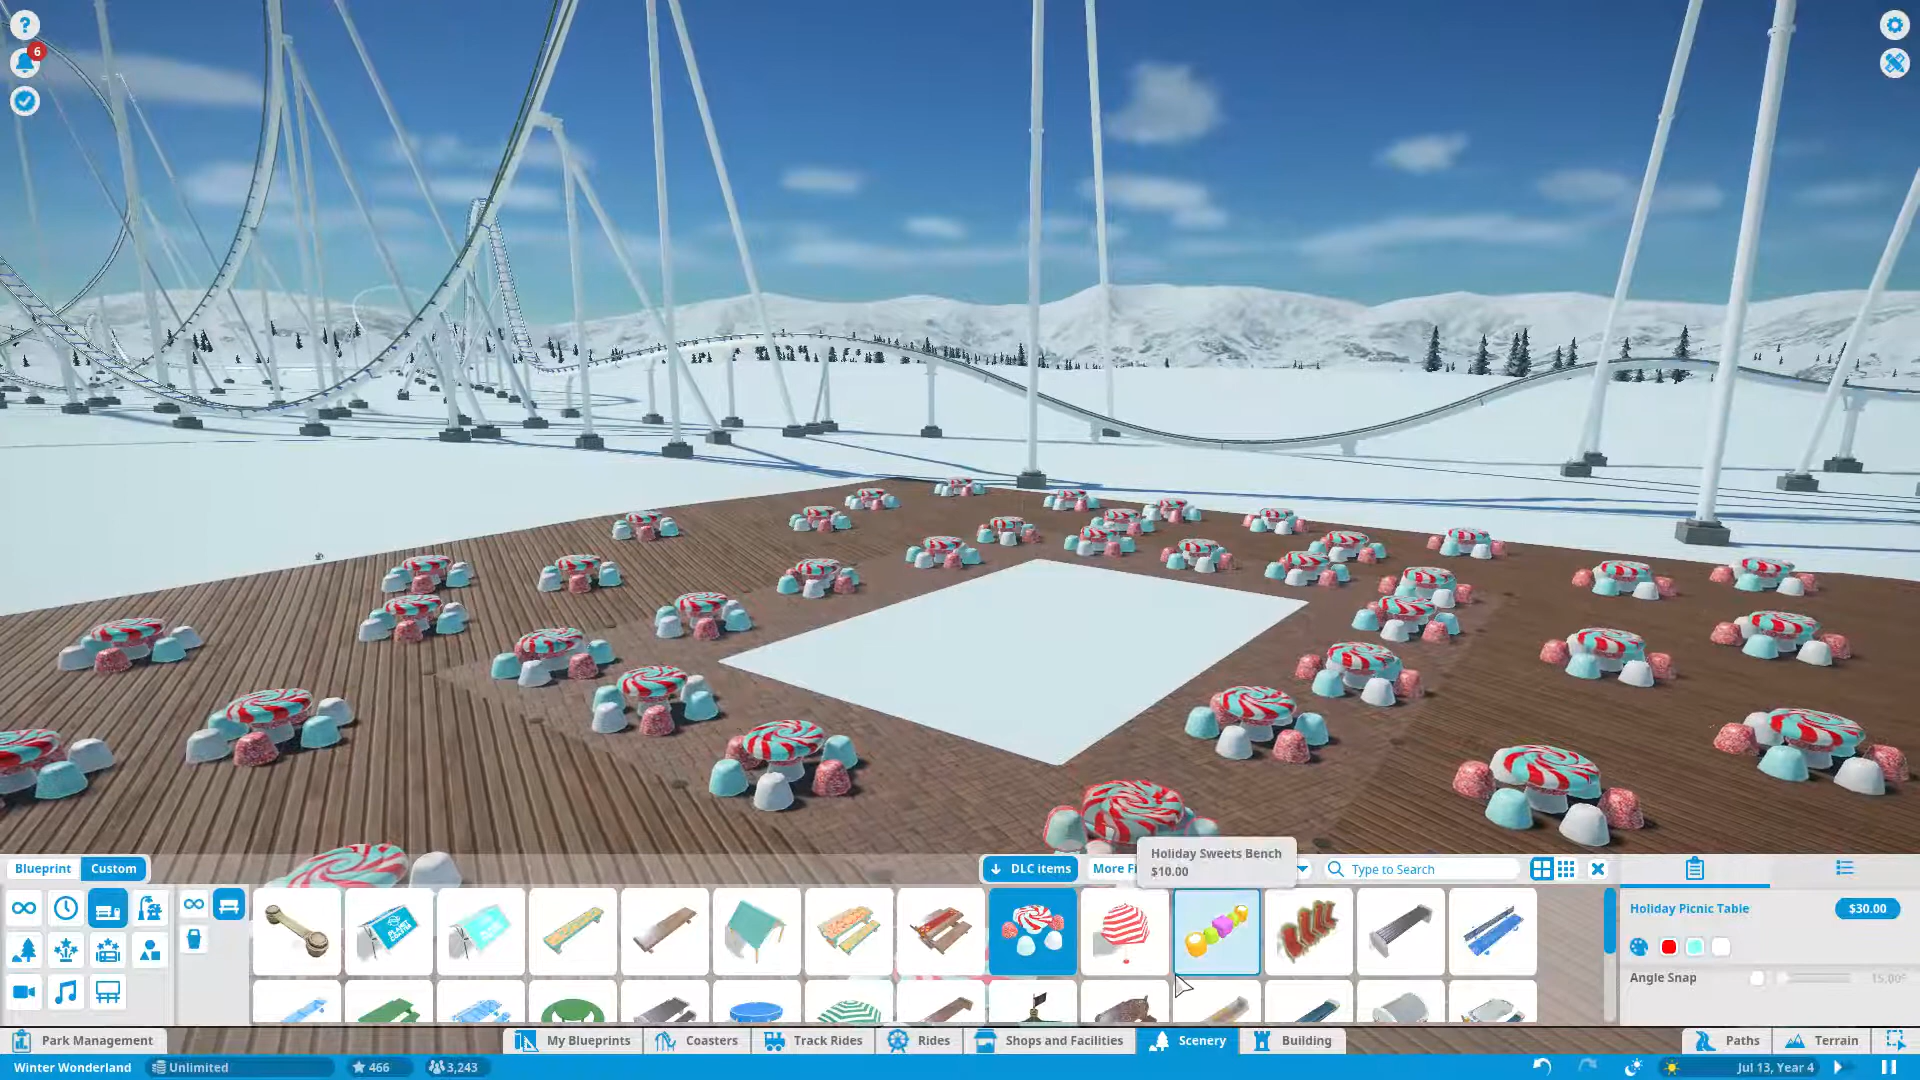 ?
6
Blueprint
Custom
DLC items
More Fi
Holiday Sweets Bench
$10.00
Type to Search
Holiday Picnic Table
$30.00
Angle Snap
15.00°
Park Management
My Blueprints
Coasters
Track Rides
Rides
Shops and Facilities
Scenery
Building
Paths
Terrain
Winter Wonderland
Unlimited
466
3,243
Jul 13, Year 4